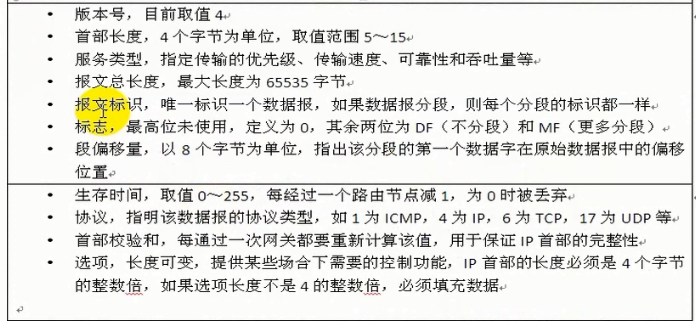 • 版本号，目前取值 4
• 首部长度，4 个字节为单位，取值范围 5～15
• 服务类型，指定传输的优先级、传输速度、可靠性和吞吐量等
• 报文总长度，最大长度为 65535 字节
• 报文标识，唯一标识一个数据报，如果数据报分段，则每个分段的标识都一样
• 标志，最高位未使用，定义为 0，其余两位为 DF（不分段）和 MF（更多分段）
• 段偏移量，以 8 个字节为单位，指出该分段的第一个数据字在原始数据报中的偏移
位置
• 生存时间，取值 0～255，每经过一个路由节点减 1，为 0 时被丢弃
• 协议，指明该数据报的协议类型，如 1 为 ICMP，4 为 IP，6 为 TCP，17 为 UDP 等
• 首部校验和，每通过一次网关都要重新计算该值，用于保证 IP 首部的完整性
• 选项，长度可变，提供某些场合下需要的控制功能，IP 首部的长度必须是 4 个字节
的整数倍，如果选项长度不是 4 的整数倍，必须填充数据